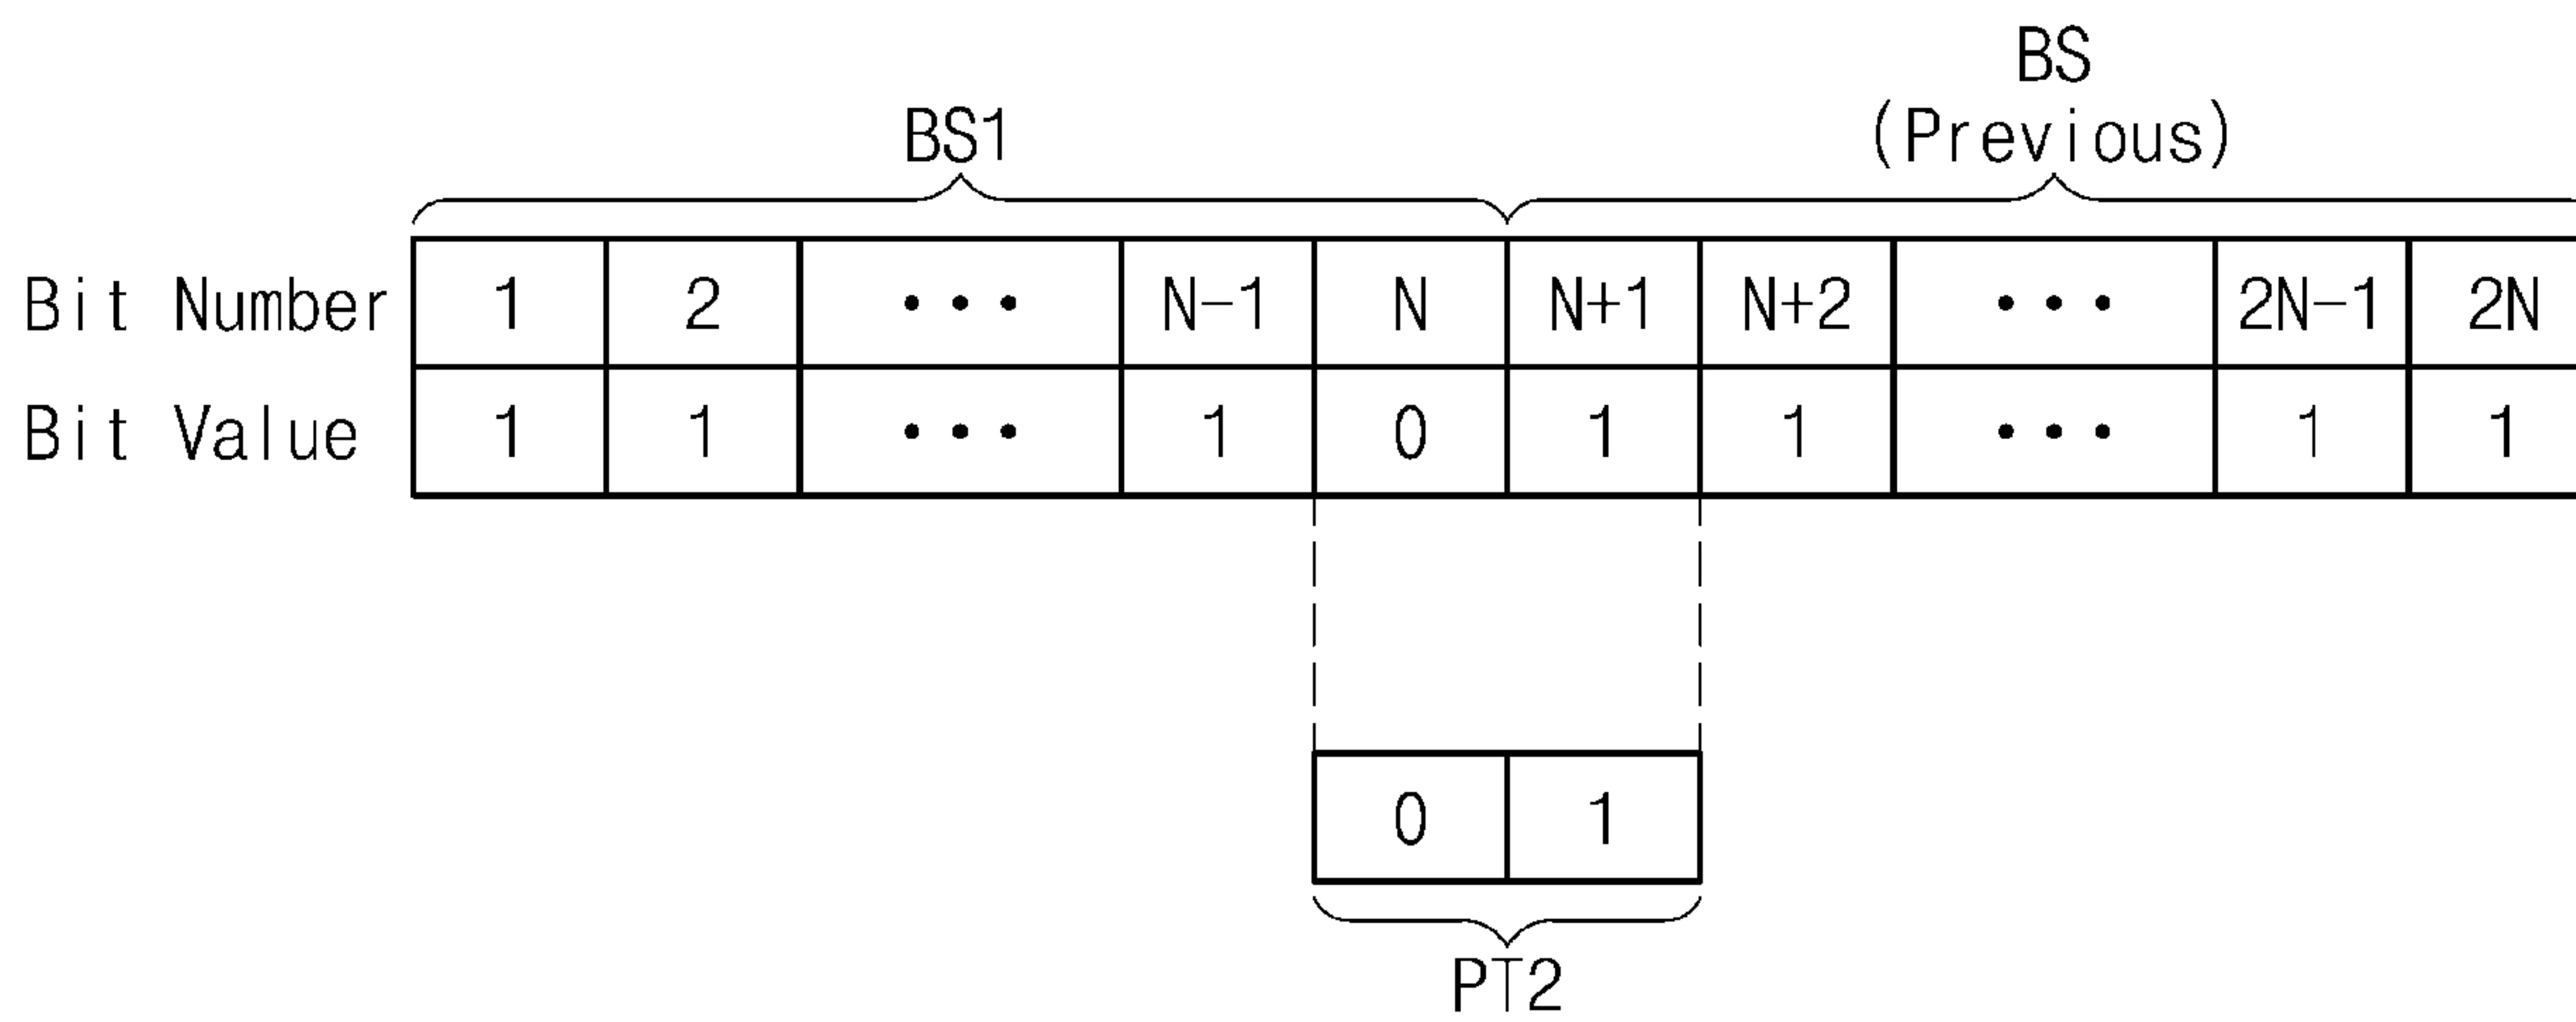 BS
BS1 (Previous)
Bit Number 1 2 ••• N-1 N N+1 N+2 ••• 2N-1 2N
Bit Value 1 1 ••• 1 0 1 1 ••• 1 1
0 1
PT2